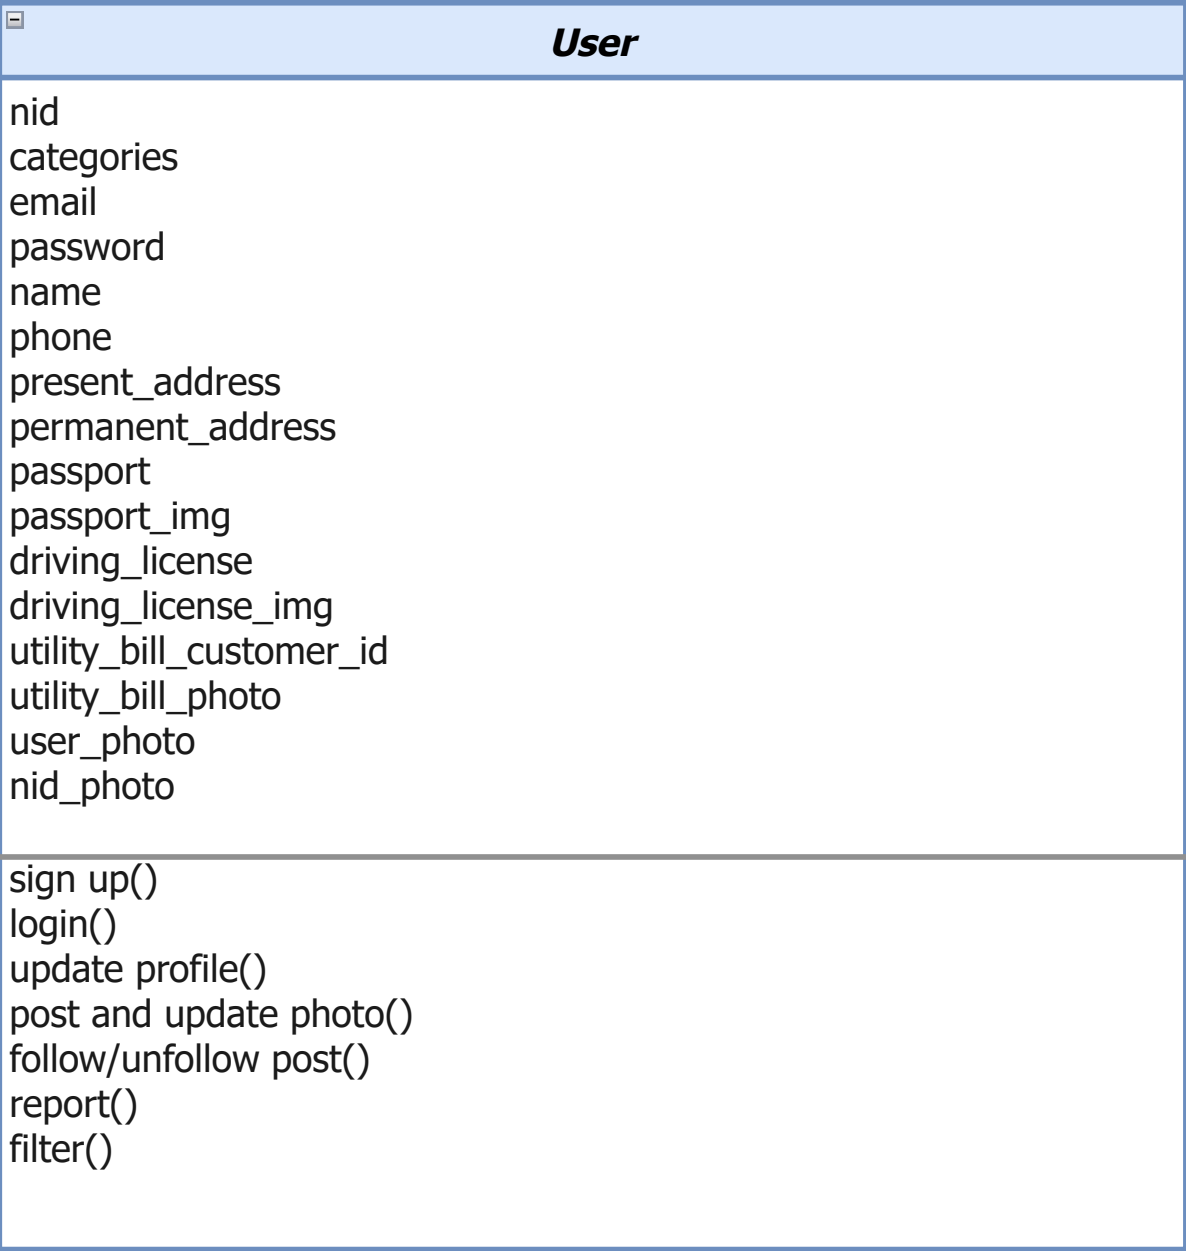 User
nid
categories
email
password
name
phone
present_address
permanent_address
passport
passport_img
driving_license
driving_license_img
utility_bill_customer_id
utility_bill_photo
user_photo
nid_photo
sign up()
login()
update profile()
post and update photo()
follow/unfollow post()
report()
filter()